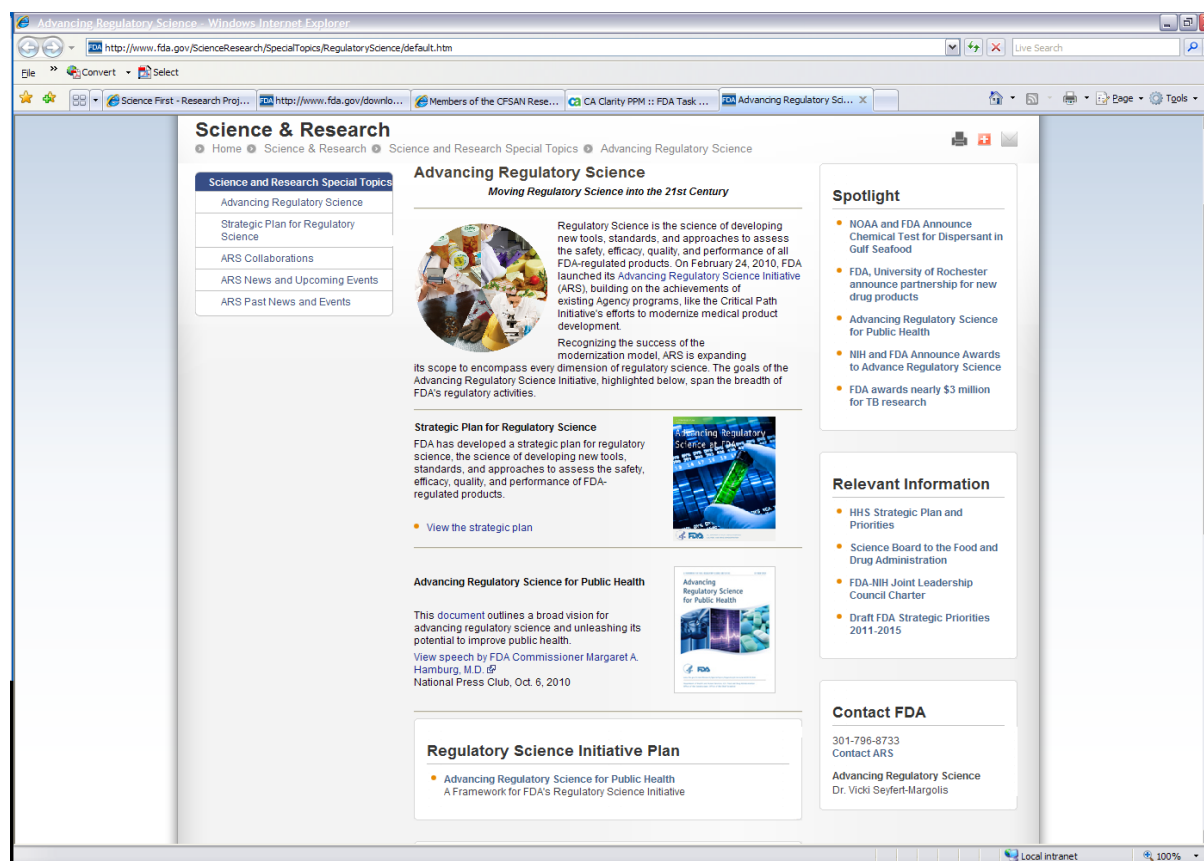 Advancing Regulatory Science - Windows Internet Explorer
FDA http://www.fda.gov/ScienceResearch/SpecialTopics/RegulatoryScience/default.htm
Live Search
File » Convert Select
Science First - Research Proj...
FDA http://www.fda.gov/downlo...
Members of the CFSAN Rese...
ca CA Clarity PPM :: FDA Task ...
FDA Advancing Regulatory Sci... X
Page
Tools
Science & Research
Home Science & Research Science and Research Special Topics Advancing Regulatory Science
Science and Research Special Topics
Advancing Regulatory Science
Strategic Plan for Regulatory
Science
ARS Collaborations
ARS News and Upcoming Events
ARS Past News and Events
Advancing Regulatory Science
Moving Regulatory Science into the 21st Century
Regulatory Science is the science of developing
new tools, standards, and approaches to assess
the safety, efficacy, quality, and performance of all
FDA-regulated products. On February 24, 2010, FDA
launched its Advancing Regulatory Science Initiative
(ARS), building on the achievements of
existing Agency programs, like the Critical Path
Initiative's efforts to modernize medical product
development.
Recognizing the success of the
modernization model, ARS is expanding
its scope to encompass every dimension of regulatory science. The goals of the
Advancing Regulatory Science Initiative, highlighted below, span the breadth of
FDA's regulatory activities.
Strategic Plan for Regulatory Science
FDA has developed a strategic plan for regulatory
science, the science of developing new tools,
standards, and approaches to assess the safety,
efficacy, quality, and performance of FDA-
regulated products.
View the strategic plan
Advancing Regulatory
Science at FDA
FDA
Advancing Regulatory Science for Public Health
This document outlines a broad vision for
advancing regulatory science and unleashing its
potential to improve public health.
View speech by FDA Commissioner Margaret A.
Hamburg, M.D.
National Press Club, Oct. 6, 2010
Advancing
Regulatory Science
for Public Health
FDA
Regulatory Science Initiative Plan
Advancing Regulatory Science for Public Health
A Framework for FDA's Regulatory Science Initiative
Spotlight
NOAA and FDA Announce
Chemical Test for Dispersant in
Gulf Seafood
FDA, University of Rochester
announce partnership for new
drug products
Advancing Regulatory Science
for Public Health
NIH and FDA Announce Awards
to Advance Regulatory Science
FDA awards nearly $3 million
for TB research
Relevant Information
HHS Strategic Plan and
Priorities
Science Board to the Food and
Drug Administration
FDA-NIH Joint Leadership
Council Charter
Draft FDA Strategic Priorities
2011-2015
Contact FDA
301-796-8733
Contact ARS
Advancing Regulatory Science
Dr. Vicki Seyfert-Margolis
Local intranet
100%